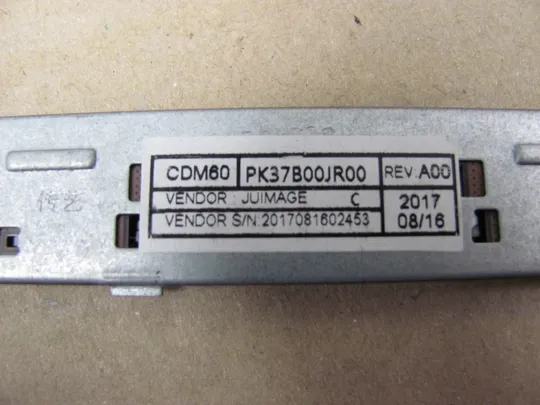 CDM60 PK37B00JR00 REV:A00
VENDOR : JUIMAGE C 2017
VENDOR S/N:2017081602453 08/16